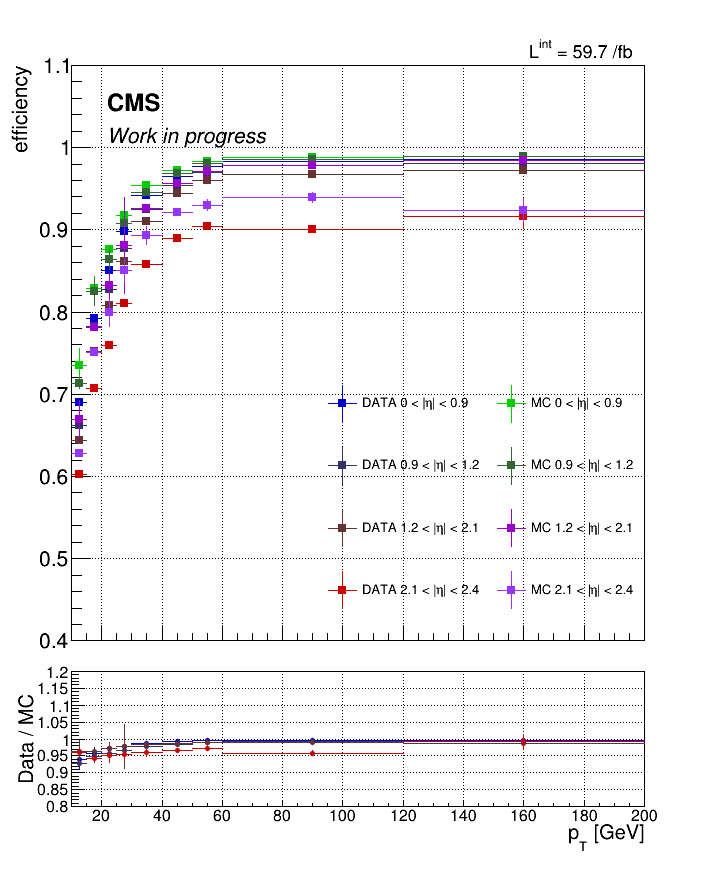 L^int = 59.7 /fb
efficiency
1.1
CMS
Work in progress
1
0.9
0.8
0.7
DATA 0 < |η| < 0.9
MC 0 < |η| < 0.9
DATA 0.9 < |η| < 1.2
MC 0.9 < |η| < 1.2
0.6
DATA 1.2 < |η| < 2.1
MC 1.2 < |η| < 2.1
0.5
DATA 2.1 < |η| < 2.4
MC 2.1 < |η| < 2.4
0.4
Data / MC
1.2
1.15
1.1
1.05
1
0.95
0.9
0.85
0.8
20 40 60 80 100 120 140 160 180 200
p_T [GeV]